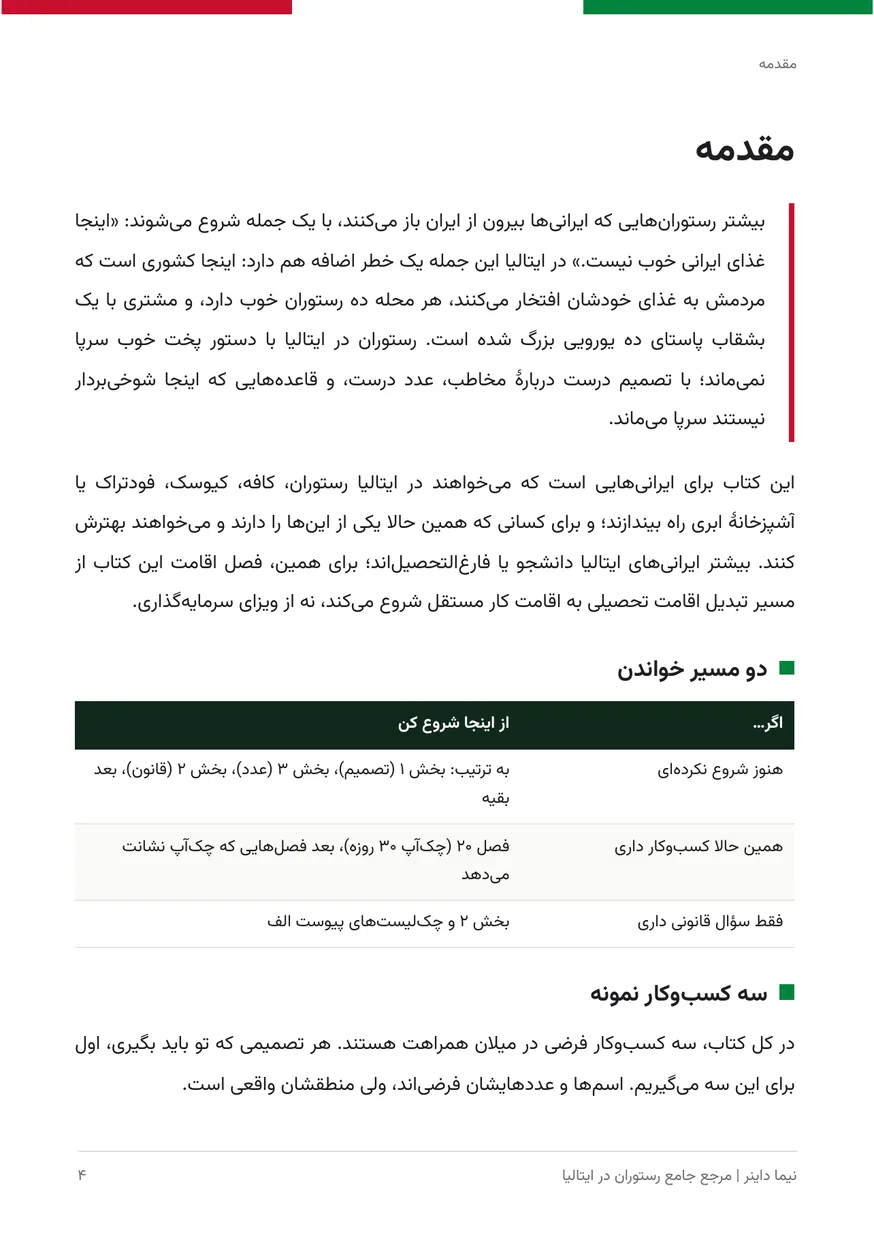 مقدمه
مقدمه
بیشتر رستوران‌هایی که ایرانی‌ها بیرون از ایران باز می‌کنند، با یک جمله شروع می‌شوند: «اینجا
غذای ایرانی خوب نیست.» در ایتالیا این جمله یک خطر اضافه هم دارد: اینجا کشوری است که
مردمش به غذای خودشان افتخار می‌کنند، هر محله ده رستوران خوب دارد، و مشتری با یک
بشقاب پاستای ده یورویی بزرگ شده است. رستوران در ایتالیا با دستور پخت خوب سرپا
نمی‌ماند؛ با تصمیم درست دربارهٔ مخاطب، عدد درست، و قاعده‌هایی که اینجا شوخی‌بردار
نیستند سرپا می‌ماند.
این کتاب برای ایرانی‌هایی است که می‌خواهند در ایتالیا رستوران، کافه، کیوسک، فودتراک یا
آشپزخانهٔ ابری راه بیندازند؛ و برای کسانی که همین حالا یکی از این‌ها را دارند و می‌خواهند بهترش
کنند. بیشتر ایرانی‌های ایتالیا دانشجو یا فارغ‌التحصیل‌اند؛ برای همین، فصل اقامت این کتاب از
مسیر تبدیل اقامت تحصیلی به اقامت کار مستقل شروع می‌کند، نه از ویزای سرمایه‌گذاری.
دو مسیر خواندن
اگر... از اینجا شروع کن
هنوز شروع نکرده‌ای به ترتیب: بخش ۱ (تصمیم)، بخش ۳ (عدد)، بخش ۲ (قانون)، بعد
بقیه
همین حالا کسب‌وکار داری فصل ۲۰ (چک‌آپ ۳۰ روزه)، بعد فصل‌هایی که چک‌آپ نشانت
می‌دهد
فقط سؤال قانونی داری بخش ۲ و چک‌لیست‌های پیوست الف
سه کسب‌وکار نمونه
در کل کتاب، سه کسب‌وکار فرضی در میلان همراهت هستند. هر تصمیمی که تو باید بگیری، اول
برای این سه می‌گیریم. اسم‌ها و عددهایشان فرضی‌اند، ولی منطقشان واقعی است.
نیما داینر | مرجع جامع رستوران در ایتالیا ۴